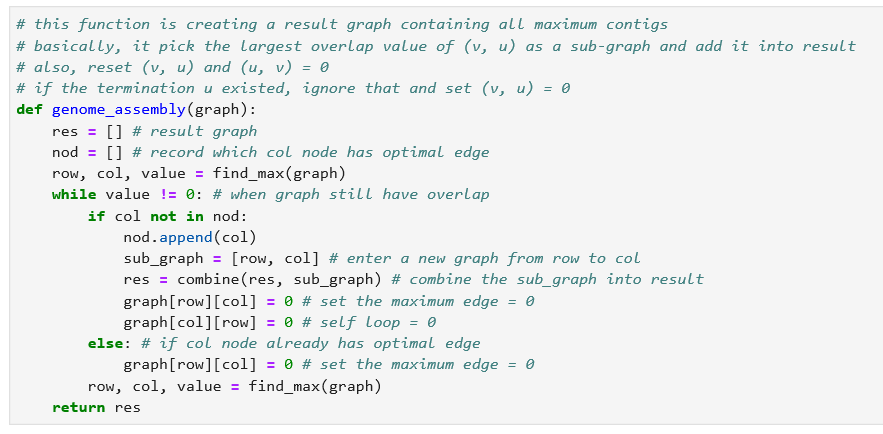 # this function is creating a result graph containing all maximum contigs
# basically, it pick the largest overlap value of (v, u) as a sub-graph and add it into result
# also, reset (v, u) and (u, v) = 0
# if the termination u existed, ignore that and set (v, u) = 0
def genome_assembly(graph):
    res = [] # result graph
    nod = [] # record which col node has optimal edge
    row, col, value = find_max(graph)
    while value != 0: # when graph still have overlap
        if col not in nod:
            nod.append(col)
            sub_graph = [row, col] # enter a new graph from row to col
            res = combine(res, sub_graph) # combine the sub_graph into result
            graph[row][col] = 0 # set the maximum edge = 0
            graph[col][row] = 0 # self loop = 0
        else: # if col node already has optimal edge
            graph[row][col] = 0 # set the maximum edge = 0
        row, col, value = find_max(graph)
    return res